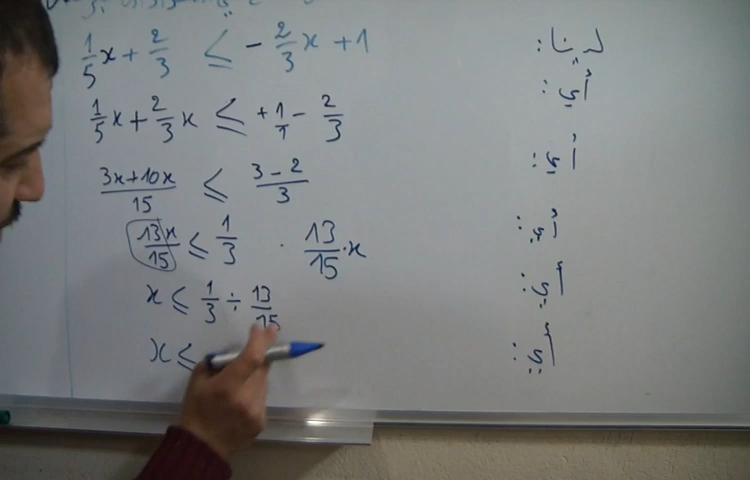 لدينا : 1/5 x + 2/3 ≤ - 2/3 x + 1
أي : 1/5 x + 2/3 x ≤ + 1/1 - 2/3
أي : 3x+10x/15 ≤ 3-2/3
أي : 13x/15 ≤ 1/3 · 13/15 · x
أي : x ≤ 1/3 ÷ 13/15
أي : x ≤